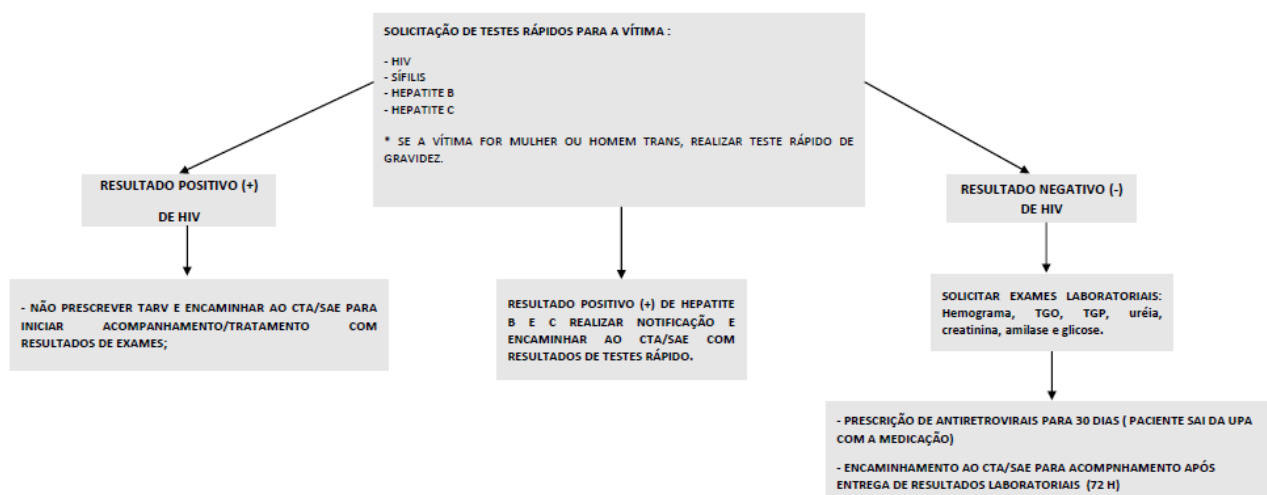 SOLICITAÇÃO DE TESTES RÁPIDOS PARA A VÍTIMA :
- HIV
- SÍFILIS
- HEPATITE B
- HEPATITE C
* SE A VÍTIMA FOR MULHER OU HOMEM TRANS, REALIZAR TESTE RÁPIDO DE
GRAVIDEZ.
RESULTADO POSITIVO (+)
DE HIV
RESULTADO NEGATIVO (-)
DE HIV
- NÃO PRESCREVER TARV E ENCAMINHAR AO CTA/SAE PARA
INICIAR ACOMPANHAMENTO/TRATAMENTO COM
RESULTADOS DE EXAMES;
RESULTADO POSITIVO (+) DE HEPATITE
B E C REALIZAR NOTIFICAÇÃO E
ENCAMINHAR AO CTA/SAE COM
RESULTADOS DE TESTES RÁPIDO.
SOLICITAR EXAMES LABORATORIAIS:
Hemograma, TGO, TGP, uréia,
creatinina, amilase e glicose.
- PRESCRIÇÃO DE ANTIRETROVIRAIS PARA 30 DIAS ( PACIENTE SAI DA UPA
COM A MEDICAÇÃO)
- ENCAMINHAMENTO AO CTA/SAE PARA ACOMPNHAMENTO APÓS
ENTREGA DE RESULTADOS LABORATORIAIS (72 H)